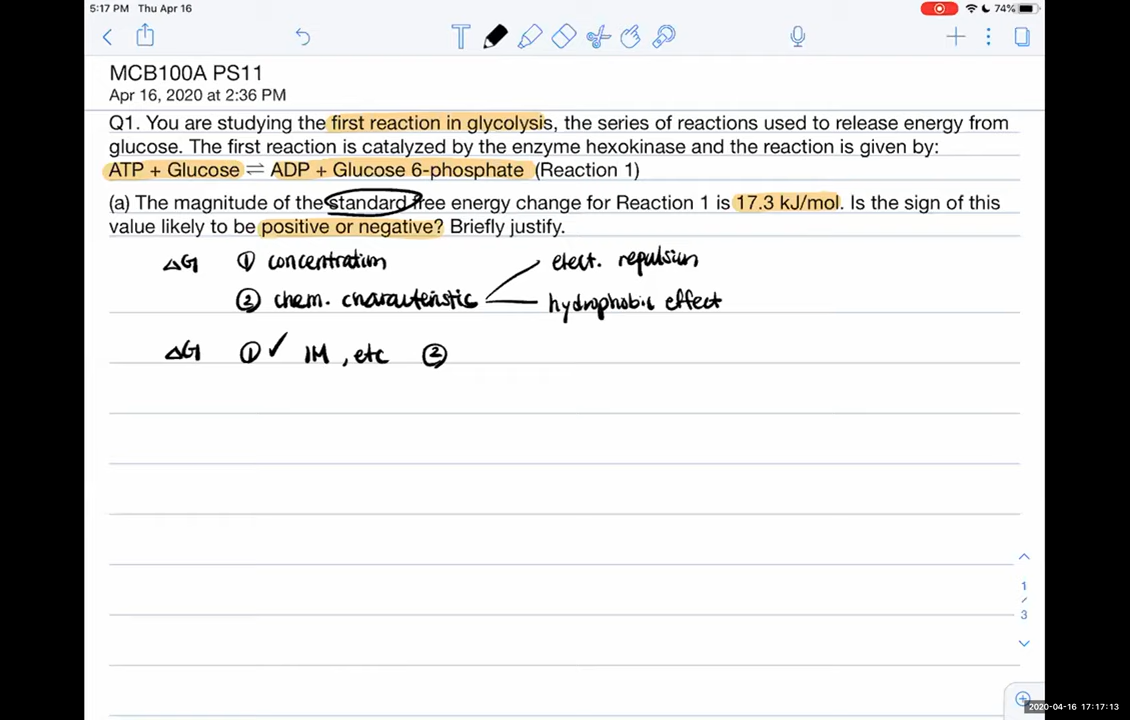 5:17 PM Thu Apr 16
74%
MCB100A PS11
Apr 16, 2020 at 2:36 PM
Q1. You are studying the first reaction in glycolysis, the series of reactions used to release energy from
glucose. The first reaction is catalyzed by the enzyme hexokinase and the reaction is given by:
ATP + Glucose ⇌ ADP + Glucose 6-phosphate (Reaction 1)
(a) The magnitude of the standard free energy change for Reaction 1 is 17.3 kJ/mol. Is the sign of this
value likely to be positive or negative? Briefly justify.
ΔG ① concentration elect. repulsion
② chem. characteristic hydrophobic effect
ΔG ① ✓ 1M, etc ②
1
/
3
2020-04-16 17:17:13